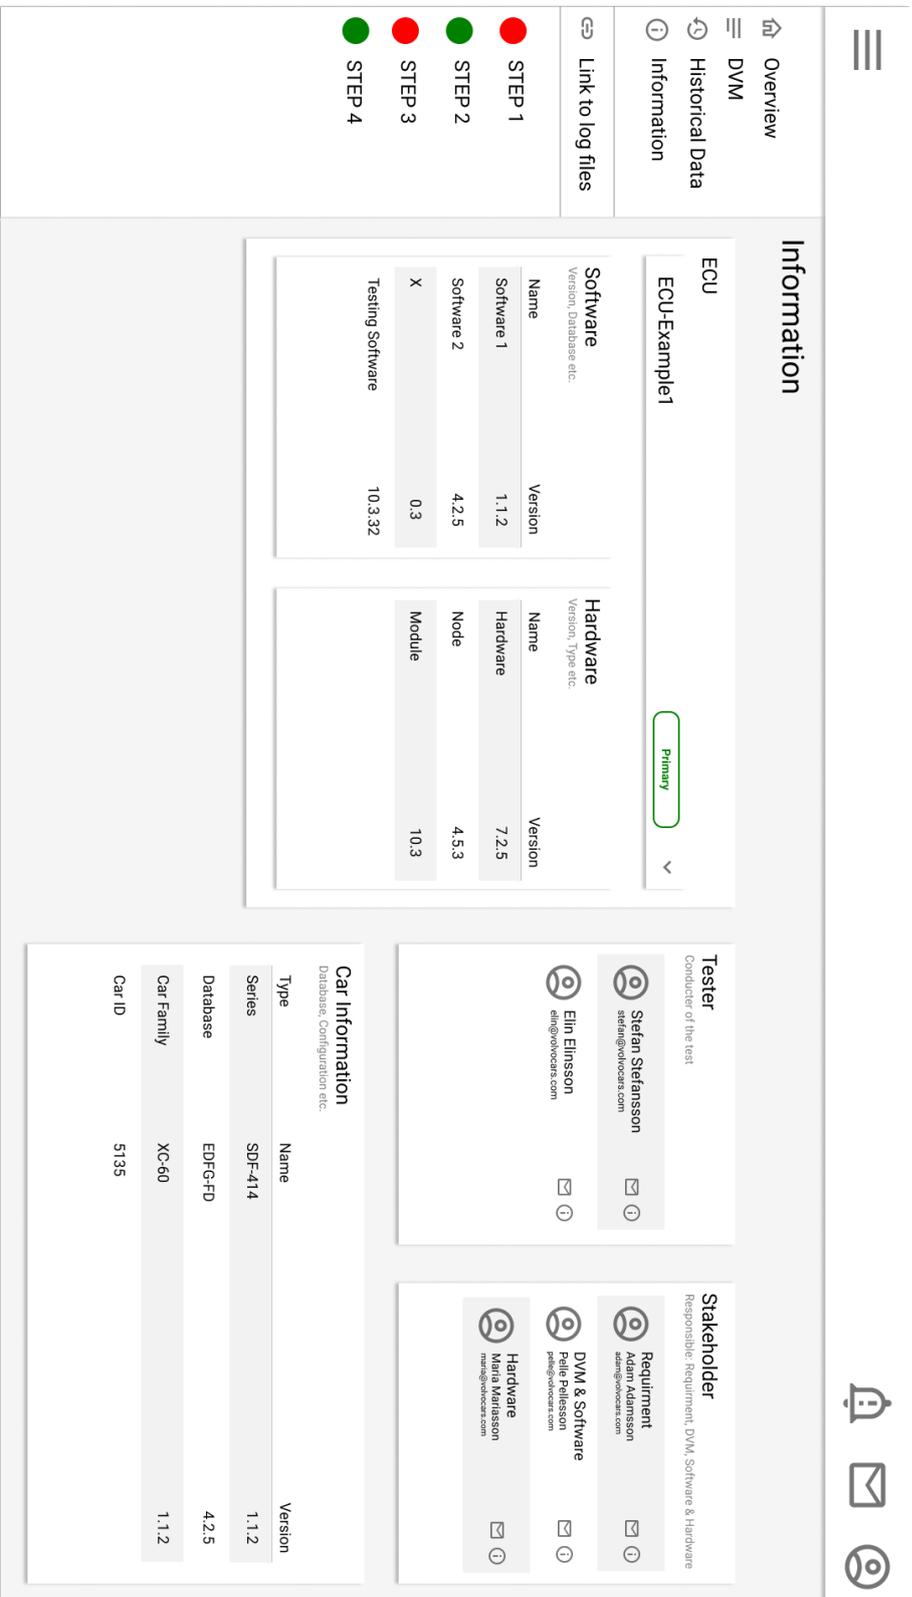 Overview
DVM
Historical Data
Information
Link to log files
STEP 1
STEP 2
STEP 3
STEP 4
Information
ECU
ECU-Example1
Primary
Software
Version, Database etc.
Name Version
Software 1 1.1.2
Software 2 4.2.5
X 0.3
Testing Software 10.3.32
Hardware
Version, Type etc.
Name Version
Hardware 7.2.5
Node 4.5.3
Module 10.3
Tester
Conducter of the test
Stefan Stefansson
stefan@volvocars.com
Elin Elinsson
elin@volvocars.com
Stakeholder
Responsible: Requirment, DVM, Software & Hardware
Requirment
Adam Adamsson
adam@volvocars.com
DVM & Software
Pelle Pellesson
pelle@volvocars.com
Hardware
Maria Mariasson
maria@volvocars.com
Car Information
Database, Configuration etc.
Type Name Version
Series SDF-414 1.1.2
Database EDFG-FD 4.2.5
Car Family XC-60 1.1.2
Car ID 5135